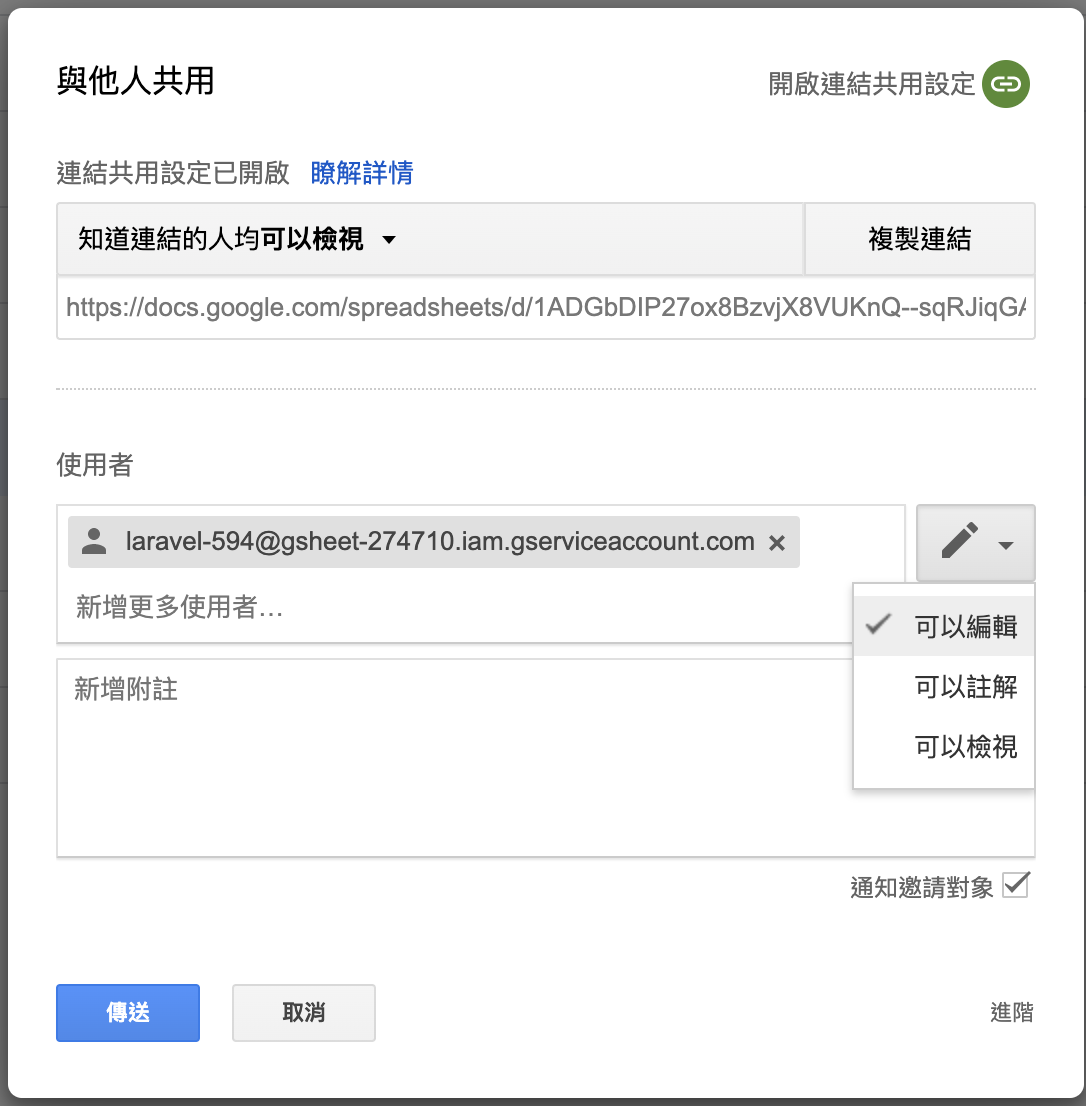 與他人共用
開啟連結共用設定
連結共用設定已開啟 瞭解詳情
知道連結的人均可以檢視
複製連結
https://docs.google.com/spreadsheets/d/1ADGbDIP27ox8BzvjX8VUKnQ--sqRJiqGA
使用者
laravel-594@gsheet-274710.iam.gserviceaccount.com
新增更多使用者…
可以編輯
可以註解
可以檢視
新增附註
通知邀請對象
傳送
取消
進階